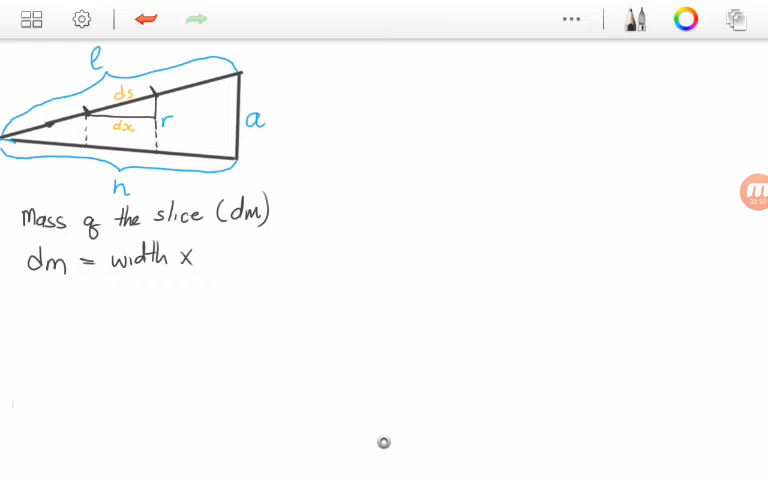 l
ds
dx
r
a
h
Mass of the slice (dm)
dm = width x